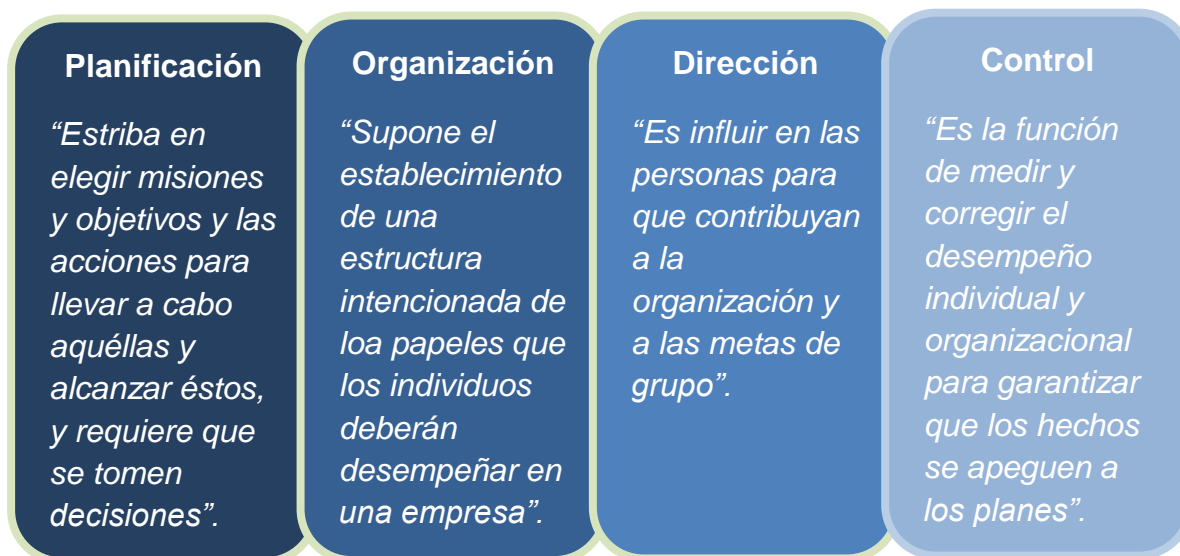 Planificación
“Estriba en
elegir misiones
y objetivos y las
acciones para
llevar a cabo
aquéllas y
alcanzar éstos,
y requiere que
se tomen
decisiones”.
Organización
“Supone el
establecimiento
de una
estructura
intencionada de
loa papeles que
los individuos
deberán
desempeñar en
una empresa”.
Dirección
“Es influir en las
personas para
que contribuyan
a la
organización y
a las metas de
grupo”.
Control
“Es la función
de medir y
corregir el
desempeño
individual y
organizacional
para garantizar
que los hechos
se apeguen a
los planes”.